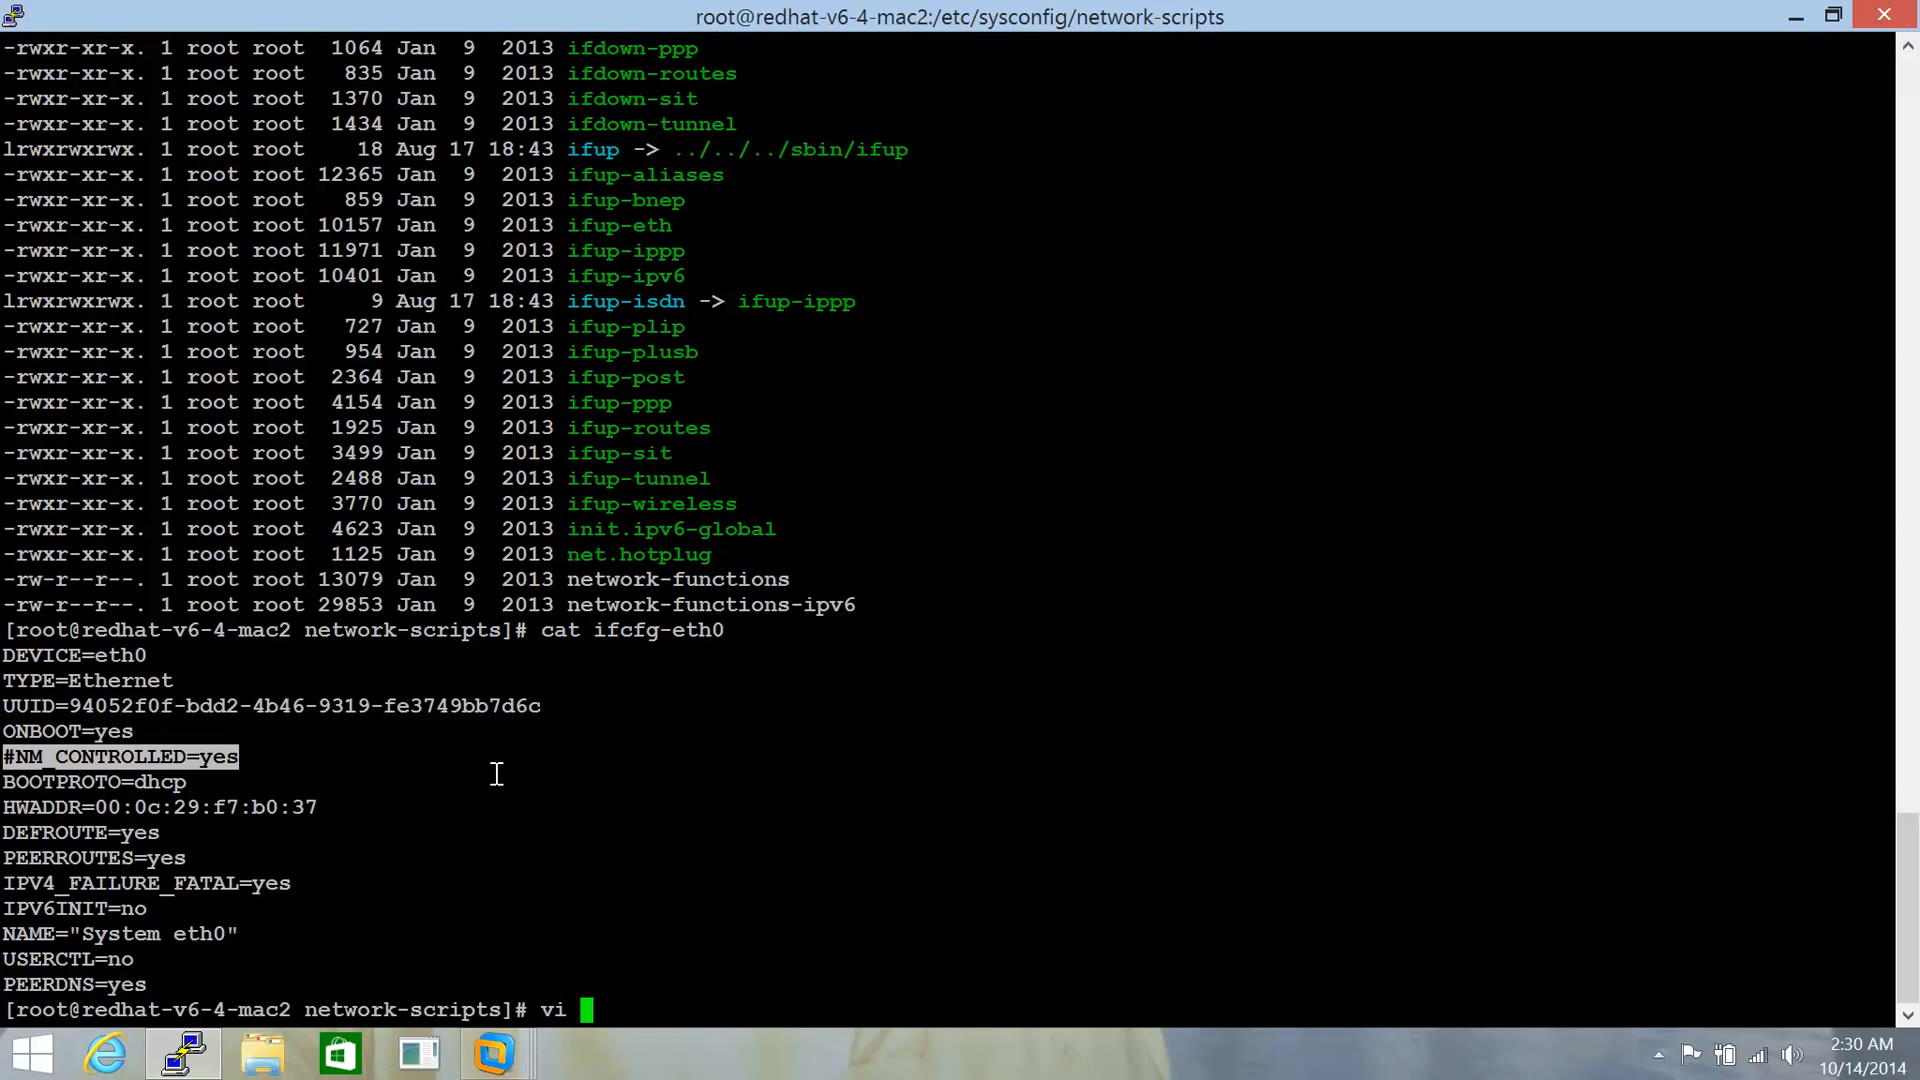 root@redhat-v6-4-mac2:/etc/sysconfig/network-scripts
-rwxr-xr-x. 1 root root  1064 Jan  9  2013 ifdown-ppp
-rwxr-xr-x. 1 root root   835 Jan  9  2013 ifdown-routes
-rwxr-xr-x. 1 root root  1370 Jan  9  2013 ifdown-sit
-rwxr-xr-x. 1 root root  1434 Jan  9  2013 ifdown-tunnel
lrwxrwxrwx. 1 root root    18 Aug 17 18:43 ifup -> ../../../sbin/ifup
-rwxr-xr-x. 1 root root 12365 Jan  9  2013 ifup-aliases
-rwxr-xr-x. 1 root root   859 Jan  9  2013 ifup-bnep
-rwxr-xr-x. 1 root root 10157 Jan  9  2013 ifup-eth
-rwxr-xr-x. 1 root root 11971 Jan  9  2013 ifup-ippp
-rwxr-xr-x. 1 root root 10401 Jan  9  2013 ifup-ipv6
lrwxrwxrwx. 1 root root     9 Aug 17 18:43 ifup-isdn -> ifup-ippp
-rwxr-xr-x. 1 root root   727 Jan  9  2013 ifup-plip
-rwxr-xr-x. 1 root root   954 Jan  9  2013 ifup-plusb
-rwxr-xr-x. 1 root root  2364 Jan  9  2013 ifup-post
-rwxr-xr-x. 1 root root  4154 Jan  9  2013 ifup-ppp
-rwxr-xr-x. 1 root root  1925 Jan  9  2013 ifup-routes
-rwxr-xr-x. 1 root root  3499 Jan  9  2013 ifup-sit
-rwxr-xr-x. 1 root root  2488 Jan  9  2013 ifup-tunnel
-rwxr-xr-x. 1 root root  3770 Jan  9  2013 ifup-wireless
-rwxr-xr-x. 1 root root  4623 Jan  9  2013 init.ipv6-global
-rwxr-xr-x. 1 root root  1125 Jan  9  2013 net.hotplug
-rw-r--r--. 1 root root 13079 Jan  9  2013 network-functions
-rw-r--r--. 1 root root 29853 Jan  9  2013 network-functions-ipv6
[root@redhat-v6-4-mac2 network-scripts]# cat ifcfg-eth0
DEVICE=eth0
TYPE=Ethernet
UUID=94052f0f-bdd2-4b46-9319-fe3749bb7d6c
ONBOOT=yes
#NM_CONTROLLED=yes
BOOTPROTO=dhcp
HWADDR=00:0c:29:f7:b0:37
DEFROUTE=yes
PEERROUTES=yes
IPV4_FAILURE_FATAL=yes
IPV6INIT=no
NAME="System eth0"
USERCTL=no
PEERDNS=yes
[root@redhat-v6-4-mac2 network-scripts]# vi
2:30 AM
10/14/2014